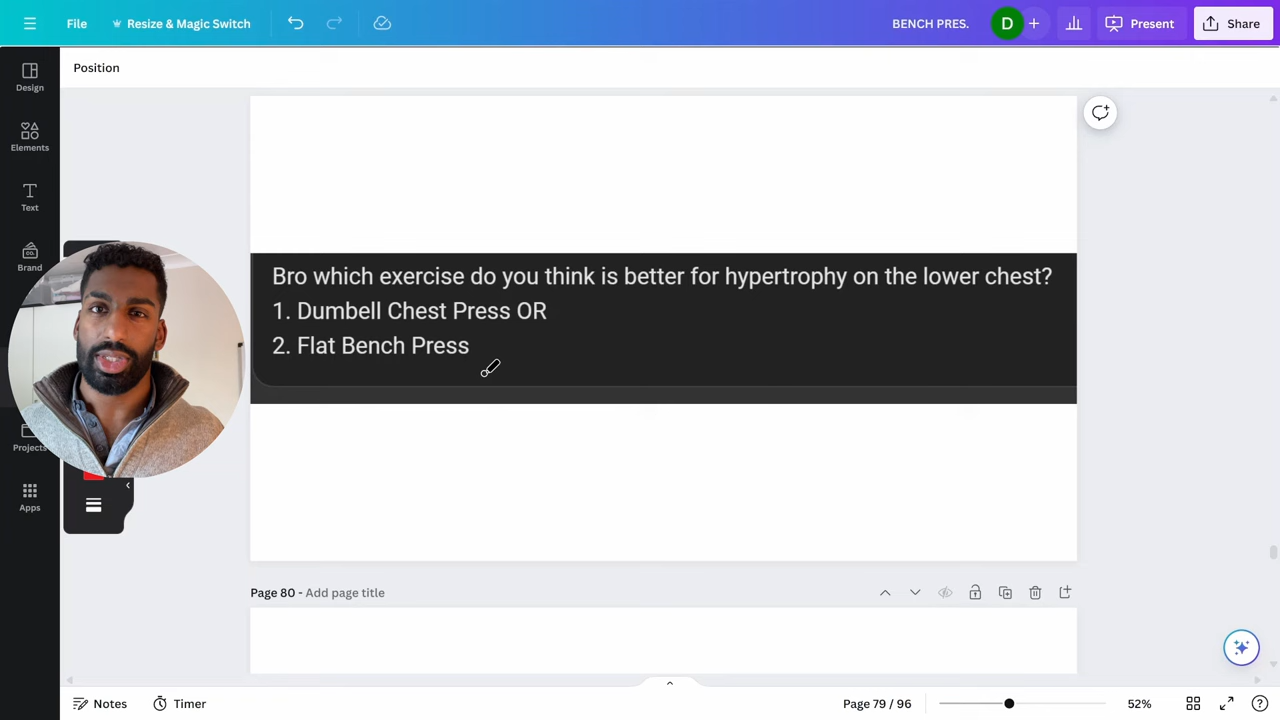 File
Resize & Magic Switch
BENCH PRES.
D
Present
Share
Position
Design
Elements
Text
Brand
Projects
Apps
Bro which exercise do you think is better for hypertrophy on the lower chest?
1. Dumbell Chest Press OR
2. Flat Bench Press
Page 80 - Add page title
Notes
Timer
Page 79 / 96
52%